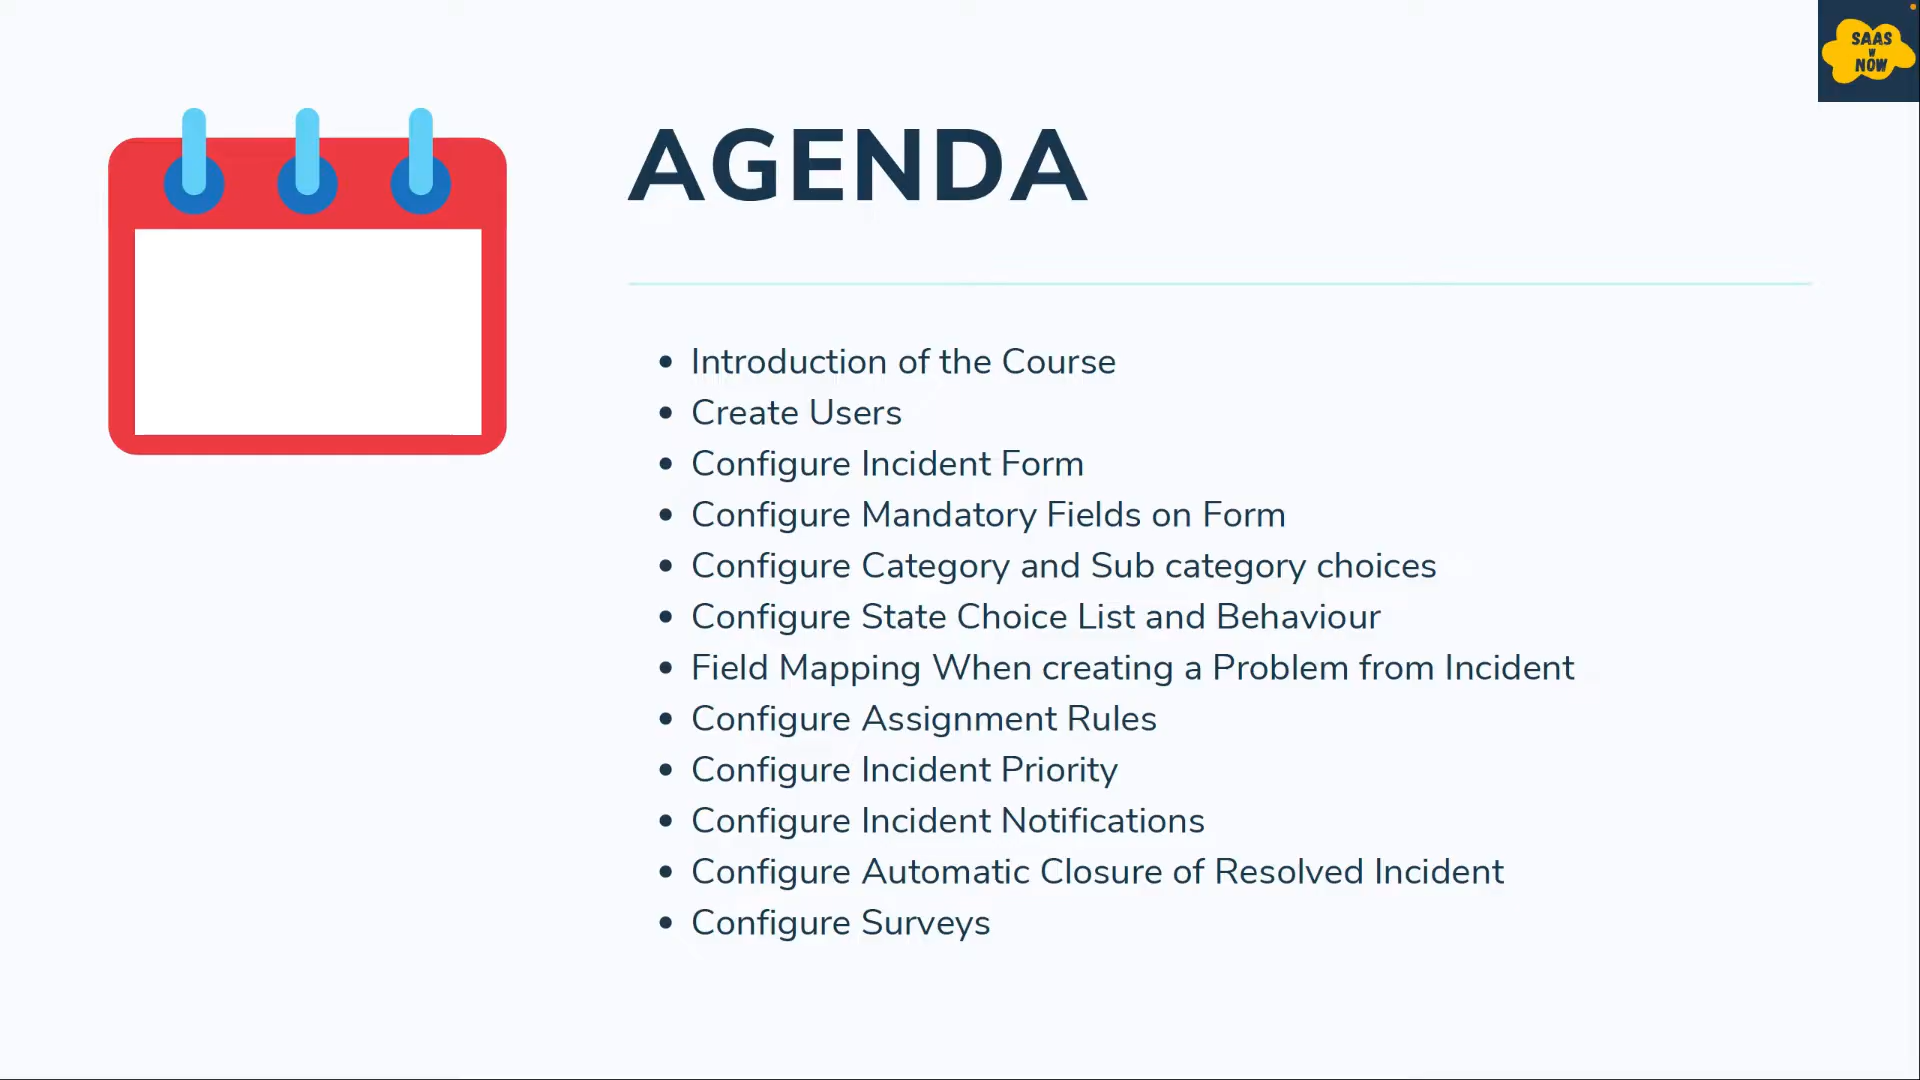 SAAS
W
NOW
AGENDA
• Introduction of the Course
• Create Users
• Configure Incident Form
• Configure Mandatory Fields on Form
• Configure Category and Sub category choices
• Configure State Choice List and Behaviour
• Field Mapping When creating a Problem from Incident
• Configure Assignment Rules
• Configure Incident Priority
• Configure Incident Notifications
• Configure Automatic Closure of Resolved Incident
• Configure Surveys